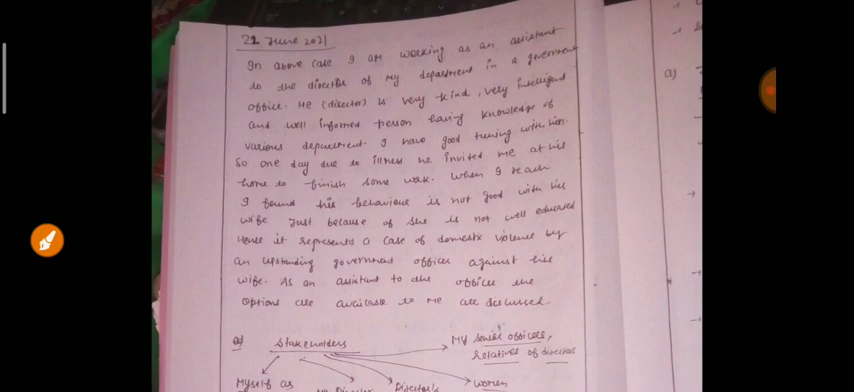 21 June 2021
In above case I am working as an assistant
to the director of my department in a government
office. He (director) is very kind, very intelligent
and well informed person having knowledge of
various department. I have good tuning with him.
So one day due to illness he invited me at his
home to finish some work. When I reach
I found his behaviour is not good with his
wife just because of she is not well educated
Hence it represents a case of domestic violence by
an upstanding government officer against his
wife. As an assistant to the officer the
options are available to me are discussed.
Stakeholders
My senior officers,
Relatives of director
Myself as
Director's
women
a)